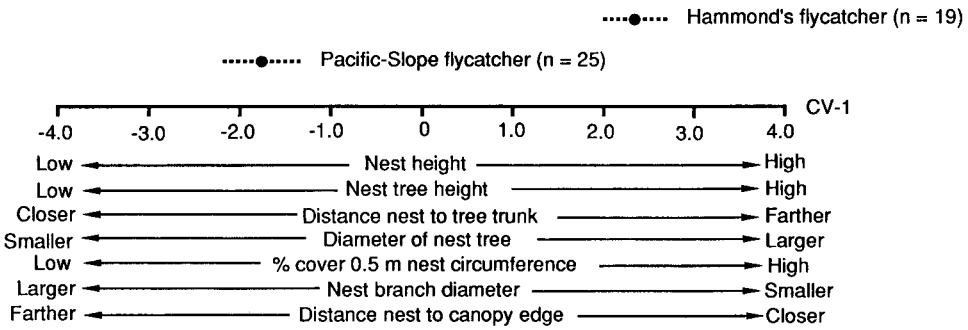 Hammond's flycatcher (n = 19)
Pacific-Slope flycatcher (n = 25)
CV-1
-4.0 -3.0 -2.0 -1.0 0 1.0 2.0 3.0 4.0
Low Nest height High
Low Nest tree height High
Closer Distance nest to tree trunk Farther
Smaller Diameter of nest tree Larger
Low % cover 0.5 m nest circumference High
Larger Nest branch diameter Smaller
Farther Distance nest to canopy edge Closer